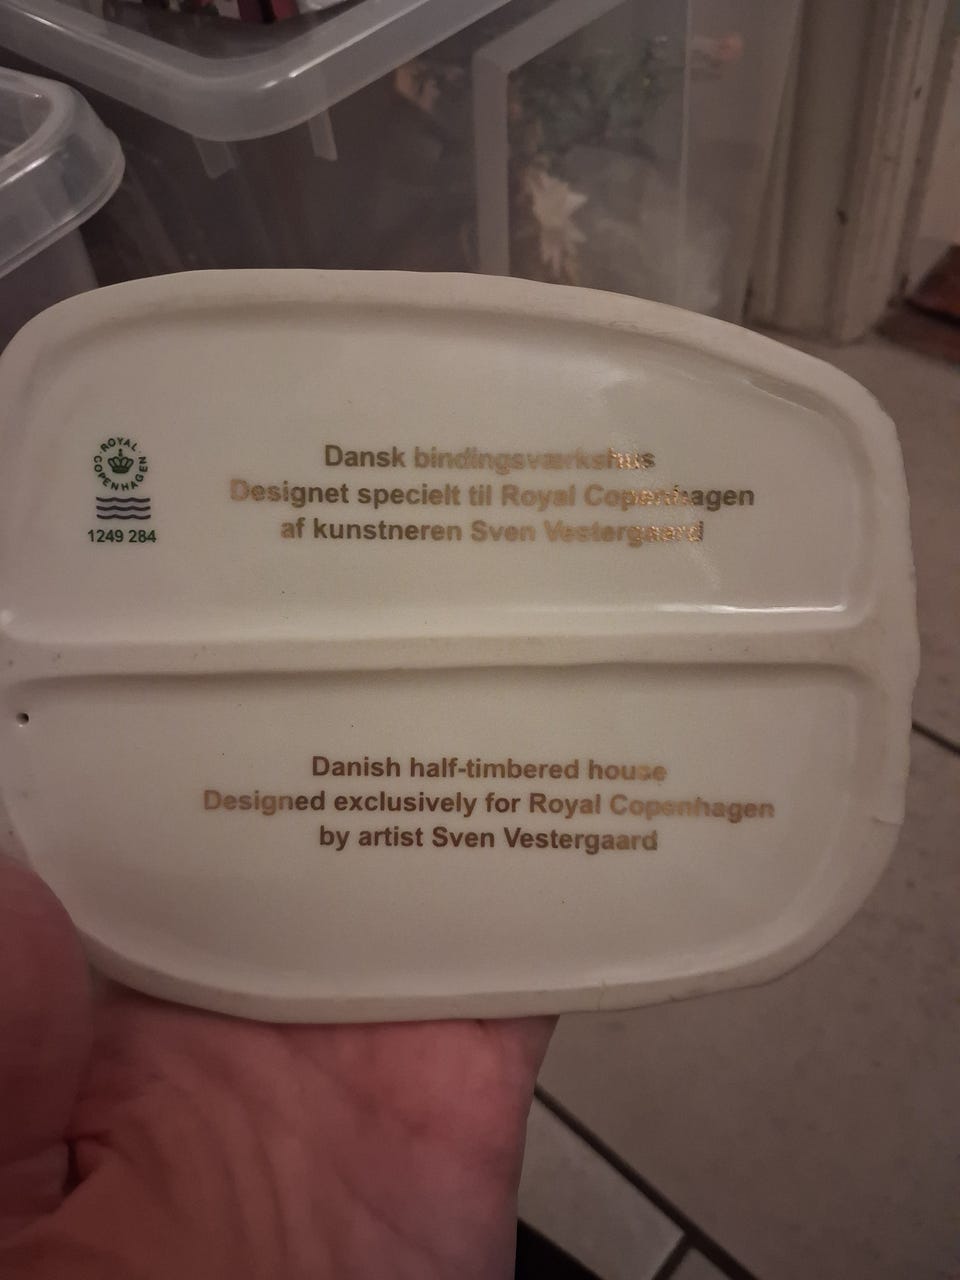 ROYAL COPENHAGEN
1249 284
Dansk bindingsværkshus
Designet specielt til Royal Copenhagen
af kunstneren Sven Vestergaard
Danish half-timbered house
Designed exclusively for Royal Copenhagen
by artist Sven Vestergaard